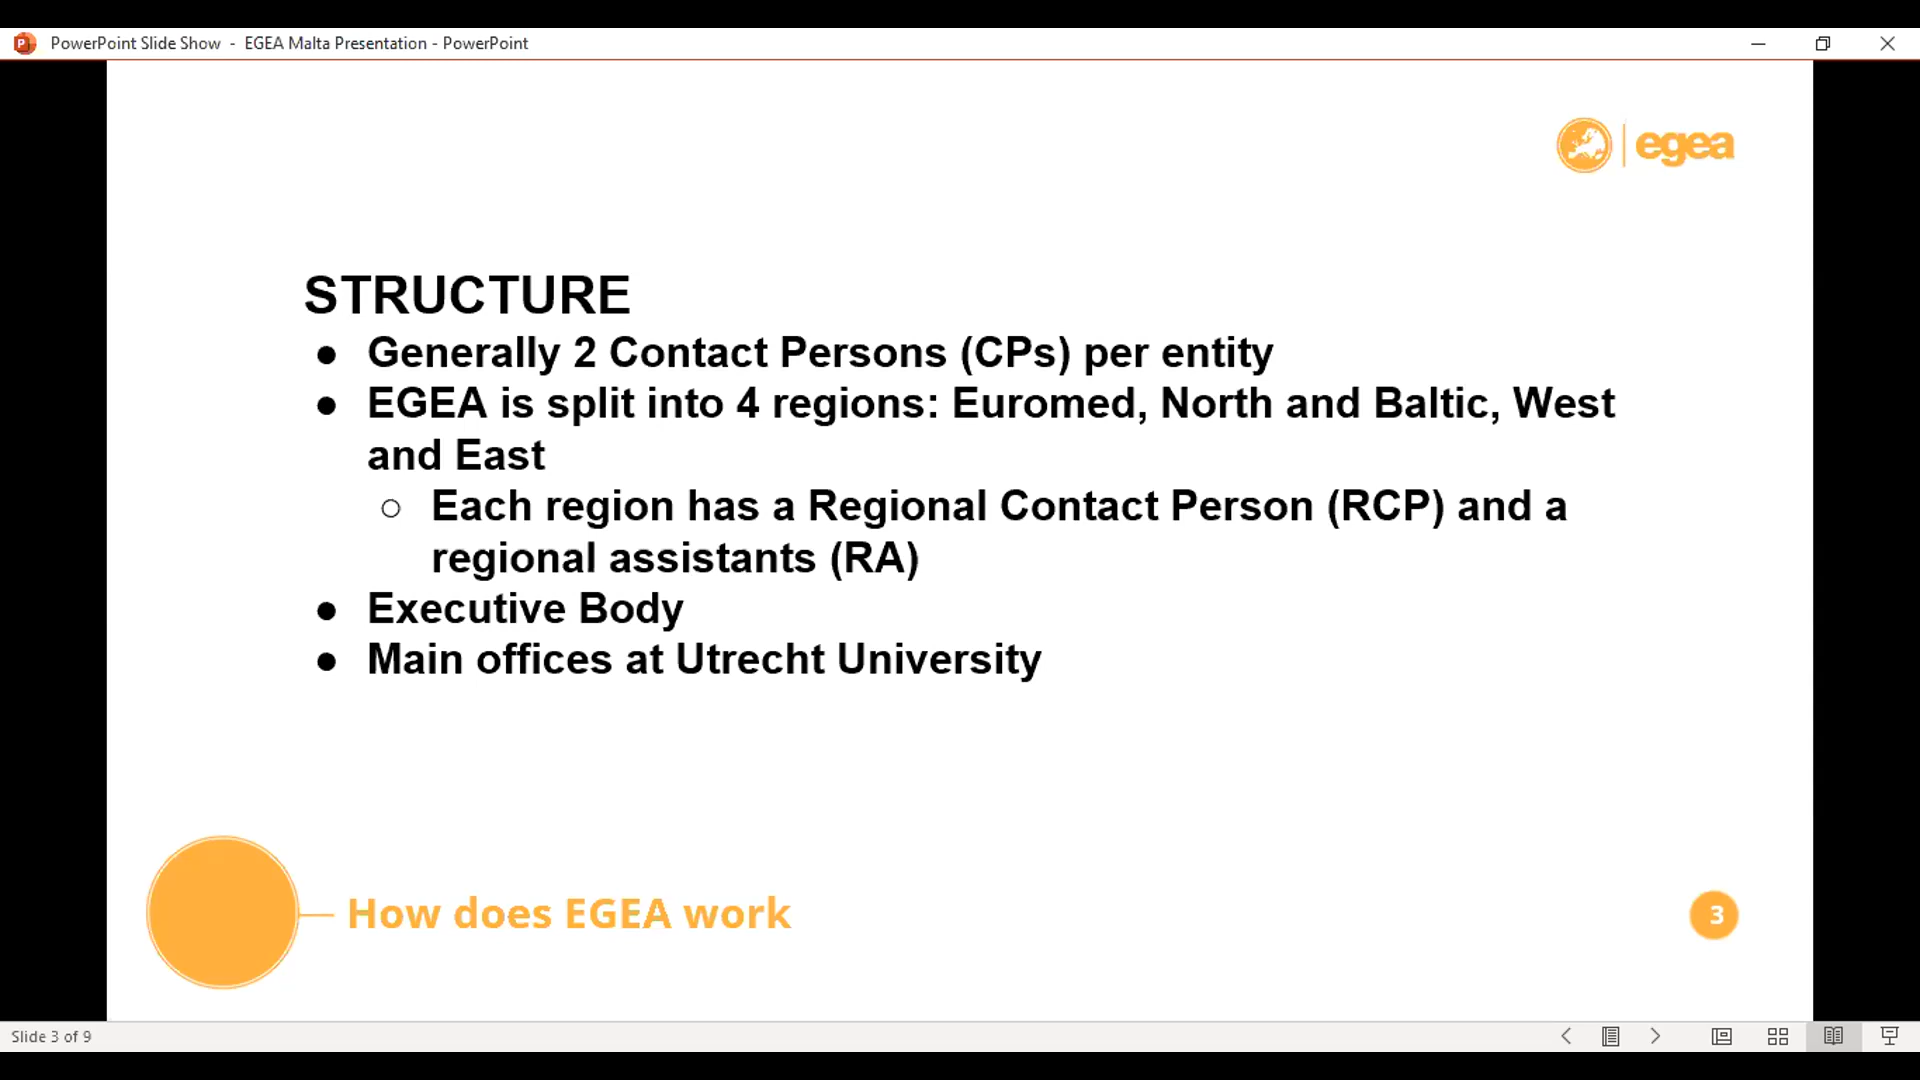 PowerPoint Slide Show - EGEA Malta Presentation - PowerPoint
egea
STRUCTURE
● Generally 2 Contact Persons (CPs) per entity
● EGEA is split into 4 regions: Euromed, North and Baltic, West
and East
○ Each region has a Regional Contact Person (RCP) and a
regional assistants (RA)
● Executive Body
● Main offices at Utrecht University
How does EGEA work
3
Slide 3 of 9